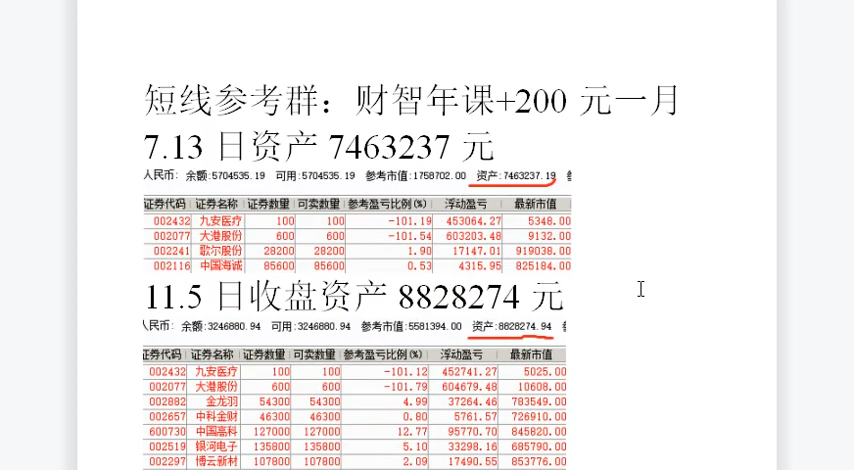 短线参考群：财智年课+200 元一月
7.13 日资产 7463237 元
人民币: 余额:5704535.19 可用:5704535.19 参考市值:1758702.00 资产:7463237.19
证券代码 证券名称 证券数量 可卖数量 参考盈亏比例(%) 浮动盈亏 最新市值
002432 九安医疗 100 100 -101.19 453064.27 5348.00
002077 大港股份 600 600 -101.54 603203.48 9132.00
002241 歌尔股份 28200 28200 1.90 17147.01 919038.00
002116 中国海诚 85600 85600 0.53 4315.95 825184.00
11.5 日收盘资产 8828274 元
人民币: 余额:3246880.94 可用:3246880.94 参考市值:5581394.00 资产:8828274.94
证券代码 证券名称 证券数量 可卖数量 参考盈亏比例(%) 浮动盈亏 最新市值
002432 九安医疗 100 100 -101.12 452741.27 5025.00
002077 大港股份 600 600 -101.79 604679.48 10608.00
002882 金龙羽 54300 54300 4.99 37264.46 783549.00
002657 中科金财 46300 46300 0.80 5761.57 726910.00
600730 中国高科 127000 127000 12.77 95770.70 845820.00
002519 银河电子 135800 135800 5.10 33298.16 685790.00
002297 博云新材 107800 107800 2.09 17490.55 853776.00